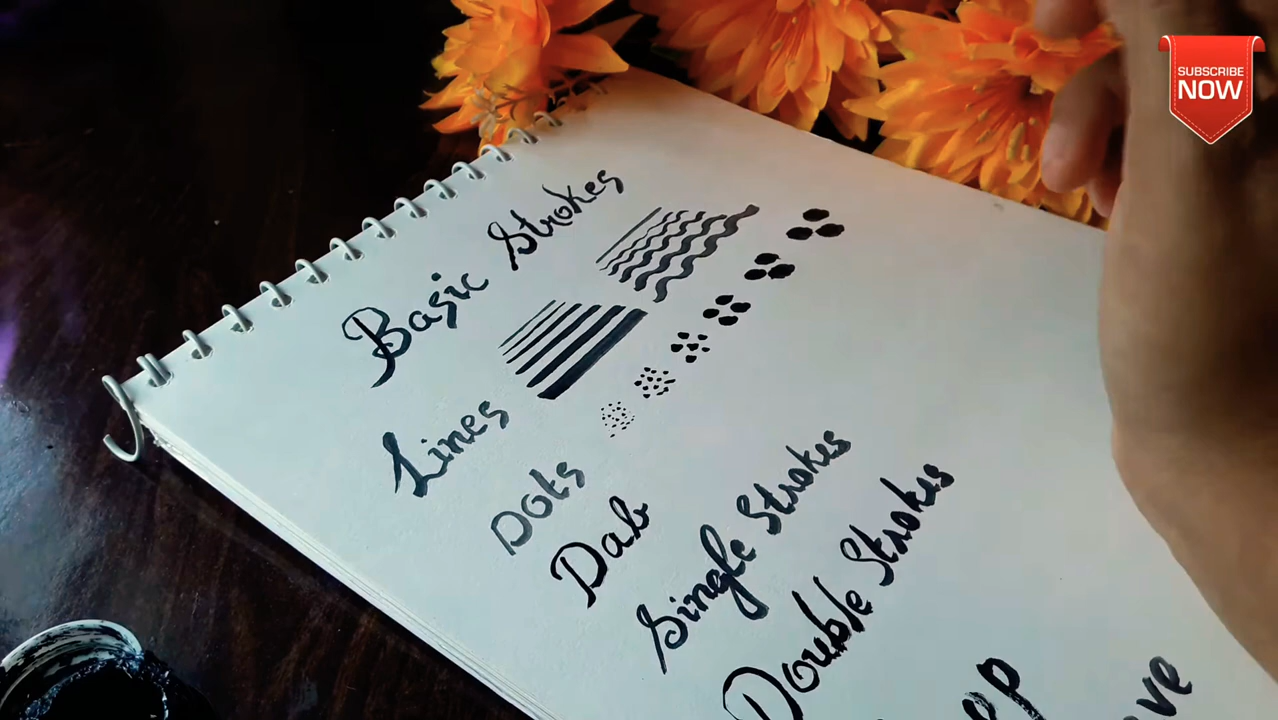 Basic Strokes
Lines
Dots
Dab
Single Strokes
Double Strokes
SUBSCRIBE
NOW